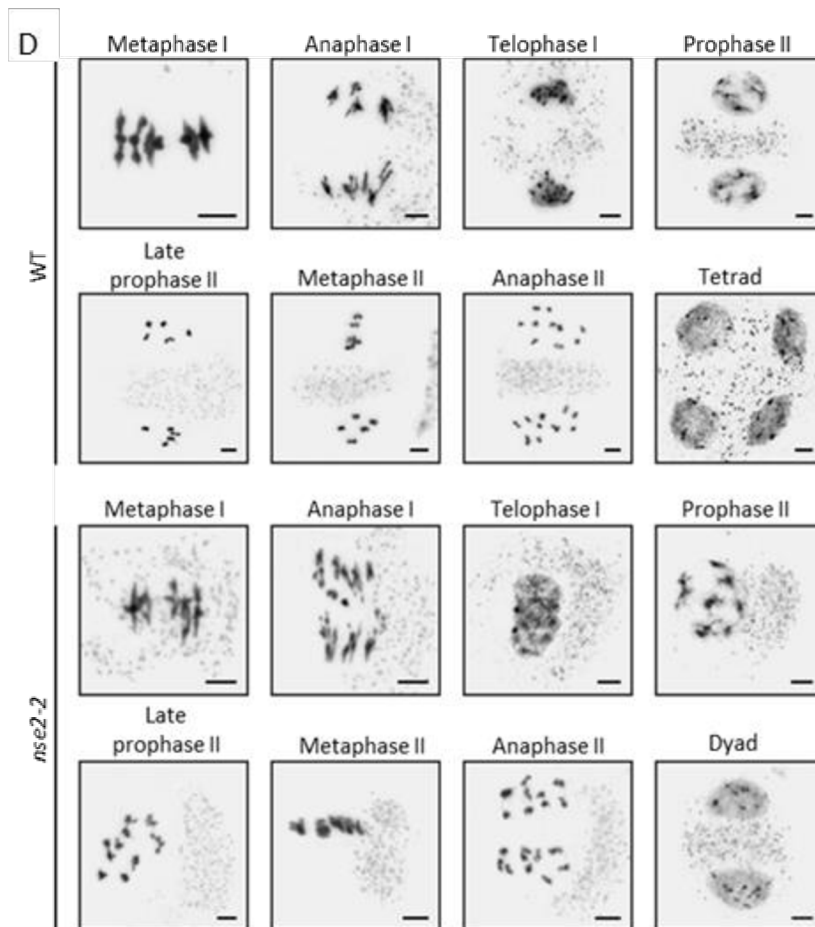 D
Metaphase I Anaphase I Telophase I Prophase II
WT
Late
prophase II Metaphase II Anaphase II Tetrad
Metaphase I Anaphase I Telophase I Prophase II
nse2-2
Late
prophase II Metaphase II Anaphase II Dyad